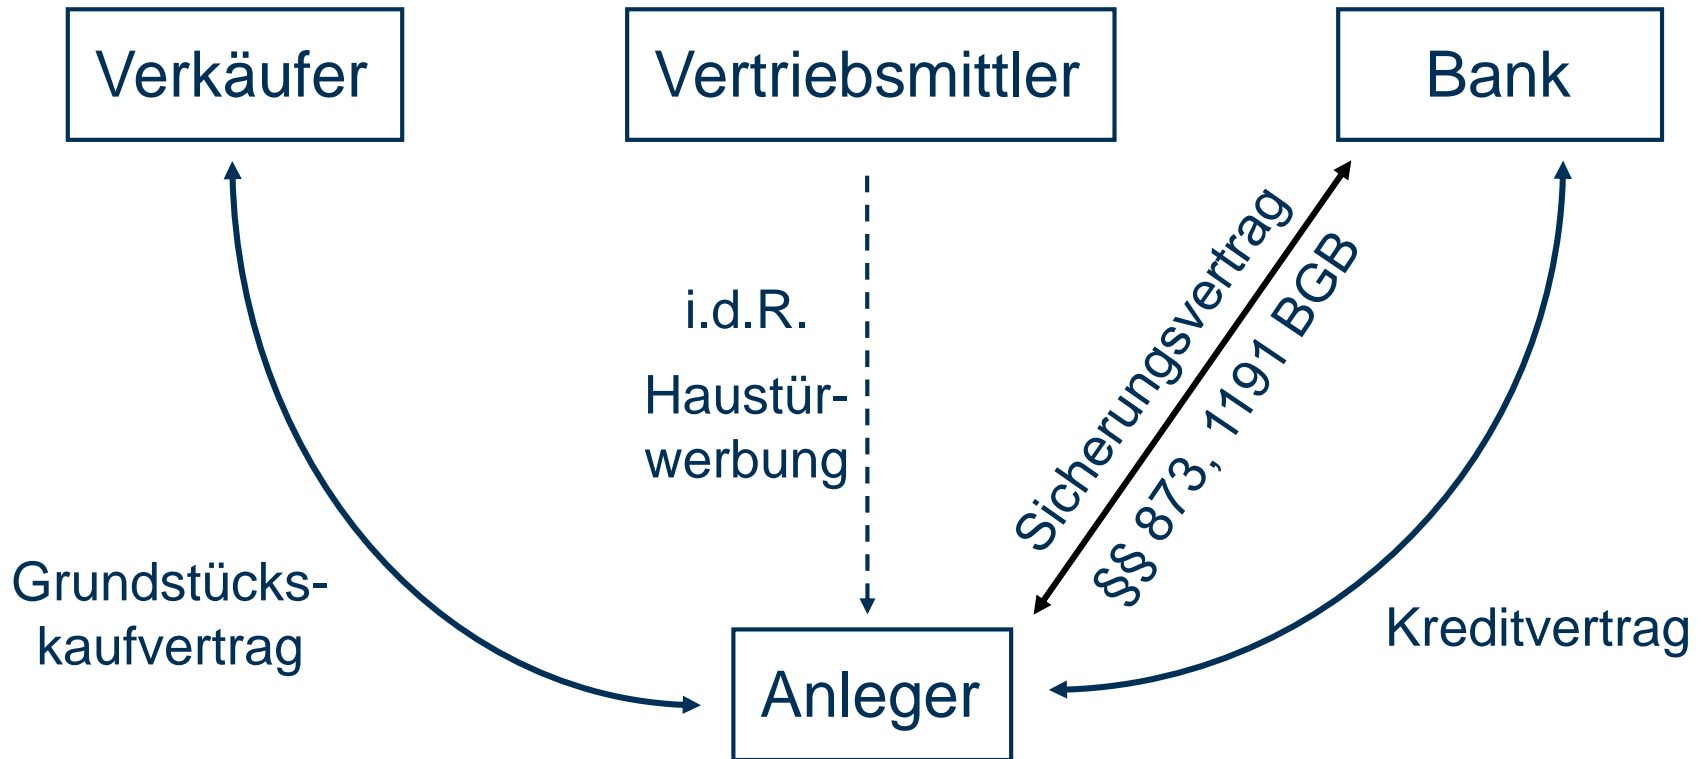 Verkäufer
Vertriebsmittler
Bank
i.d.R.
Haustür-
werbung
Sicherungsvertrag
§§ 873, 1191 BGB
Grundstücks-
kaufvertrag
Kreditvertrag
Anleger